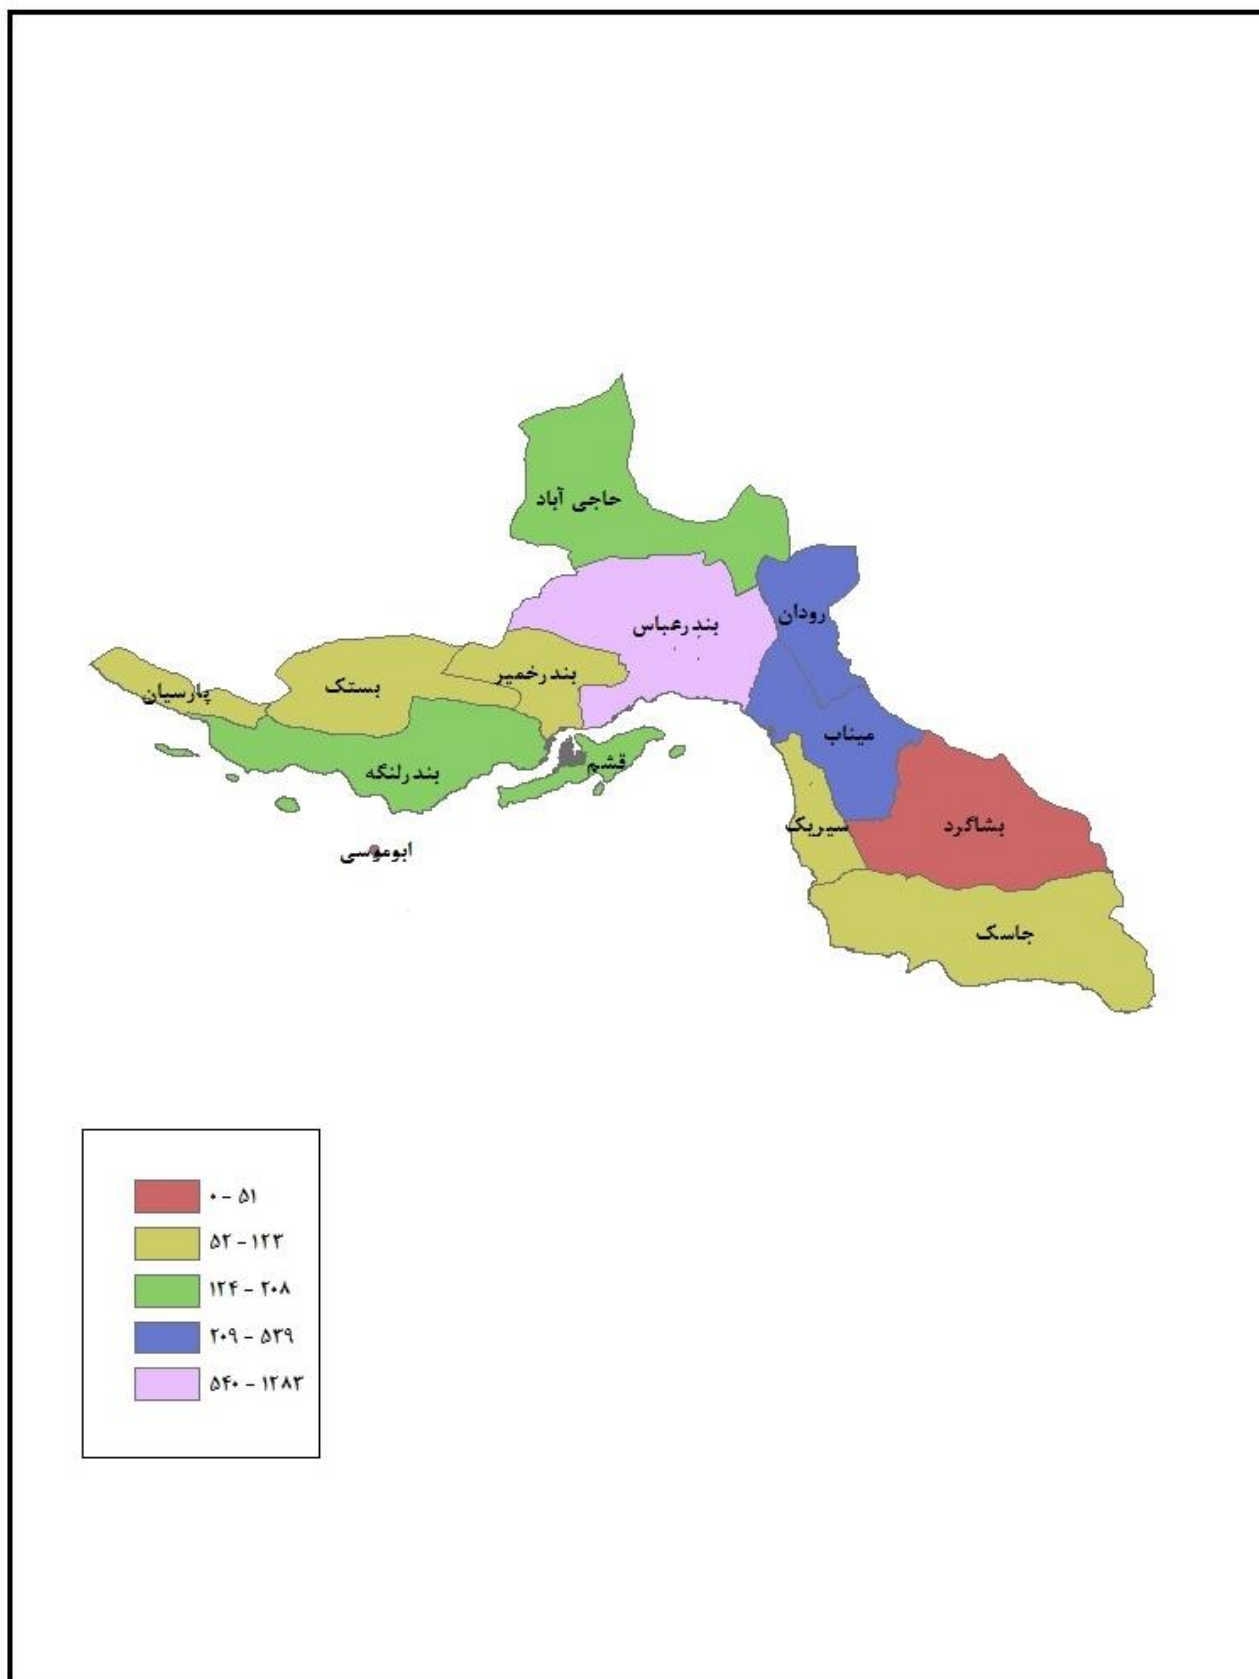 حاجی آباد
رودان
بندرعباس
بندرخمیر
بستک
پارسیان
میناب
قشم
بندرلنگه
سیریک
بشاگرد
ابوموسی
جاسک
۰ - ۵۱
۵۲ - ۱۲۳
۱۲۴ - ۲۰۸
۲۰۹ - ۵۳۹
۵۴۰ - ۱۲۸۳